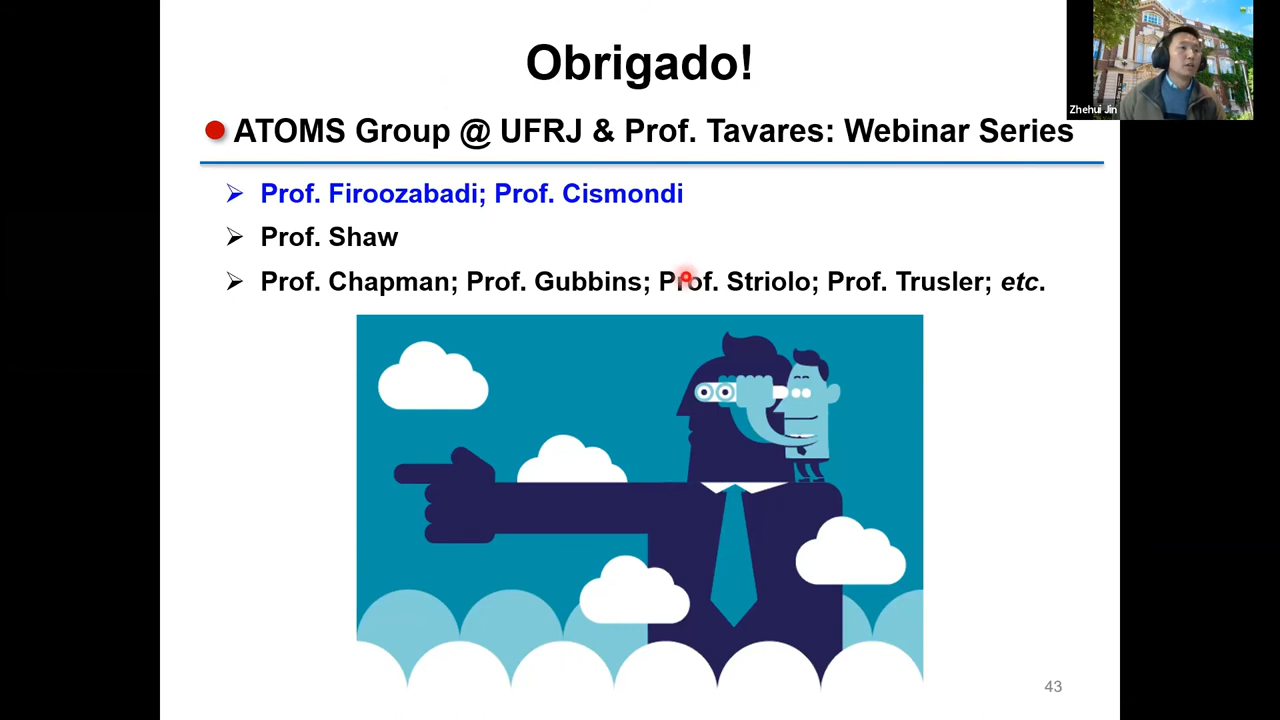 Obrigado!
ATOMS Group @ UFRJ & Prof. Tavares: Webinar Series
Prof. Firoozabadi; Prof. Cismondi
Prof. Shaw
Prof. Chapman; Prof. Gubbins; Prof. Striolo; Prof. Trusler; etc.
Zhehui Jin
43